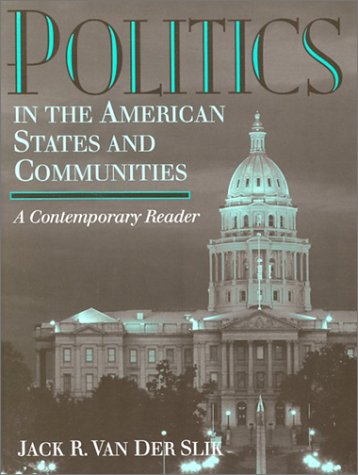 POLITICS
IN THE AMERICAN
STATES AND
COMMUNITIES
A Contemporary Reader
JACK R. VAN DER SLIK